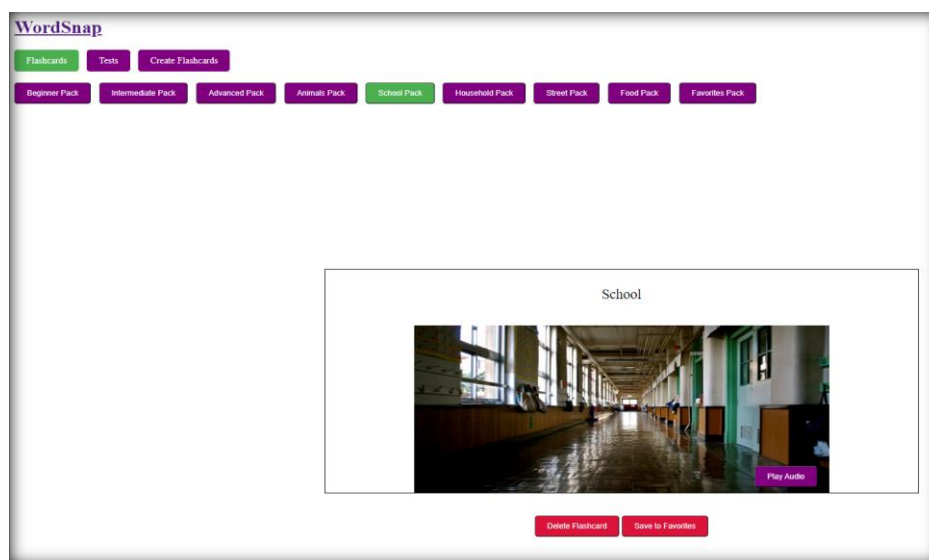 WordSnap
Flashcards Tests Create Flashcards
Beginner Pack Intermediate Pack Advanced Pack Animals Pack School Pack Household Pack Street Pack Food Pack Favorites Pack
School
Play Audio
Delete Flashcard Save to Favorites